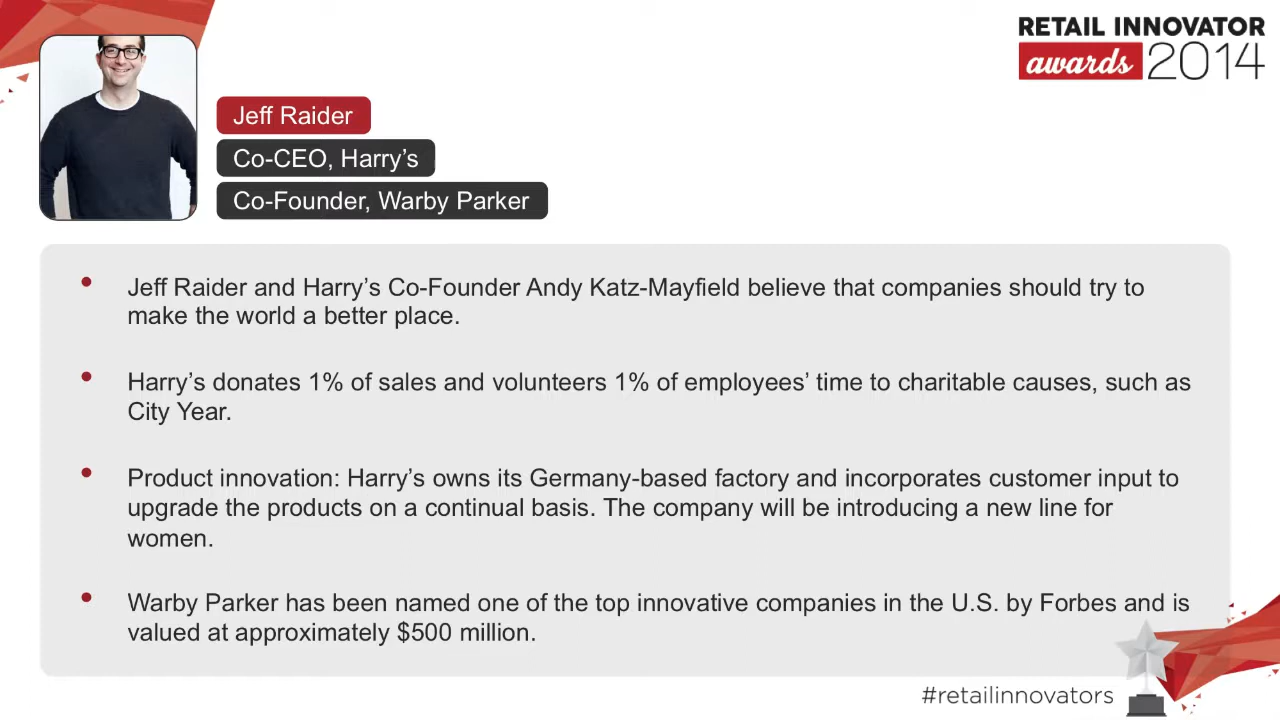 RETAIL INNOVATOR
awards 2014
Jeff Raider
Co-CEO, Harry’s
Co-Founder, Warby Parker
• Jeff Raider and Harry’s Co-Founder Andy Katz-Mayfield believe that companies should try to
make the world a better place.
• Harry’s donates 1% of sales and volunteers 1% of employees’ time to charitable causes, such as
City Year.
• Product innovation: Harry’s owns its Germany-based factory and incorporates customer input to
upgrade the products on a continual basis. The company will be introducing a new line for
women.
• Warby Parker has been named one of the top innovative companies in the U.S. by Forbes and is
valued at approximately $500 million.
#retailinnovators